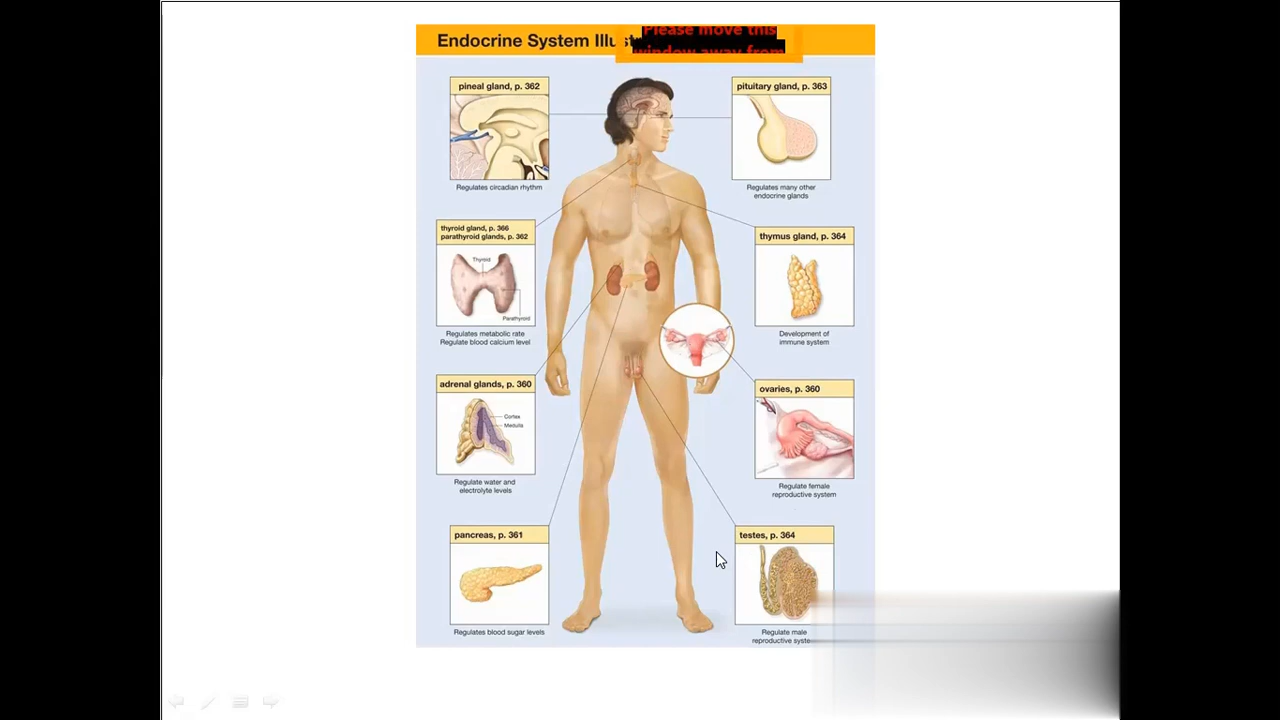 Endocrine System Illust
Please move this
window away from
pineal gland, p. 362
Regulates circadian rhythm
pituitary gland, p. 363
Regulates many other
endocrine glands
thyroid gland, p. 366
parathyroid glands, p. 362
Thyroid
Parathyroid
Regulates metabolic rate
Regulate blood calcium level
thymus gland, p. 364
Development of
immune system
adrenal glands, p. 360
Cortex
Medulla
Regulate water and
electrolyte levels
ovaries, p. 360
Regulate female
reproductive system
pancreas, p. 361
Regulates blood sugar levels
testes, p. 364
Regulate male
reproductive syste